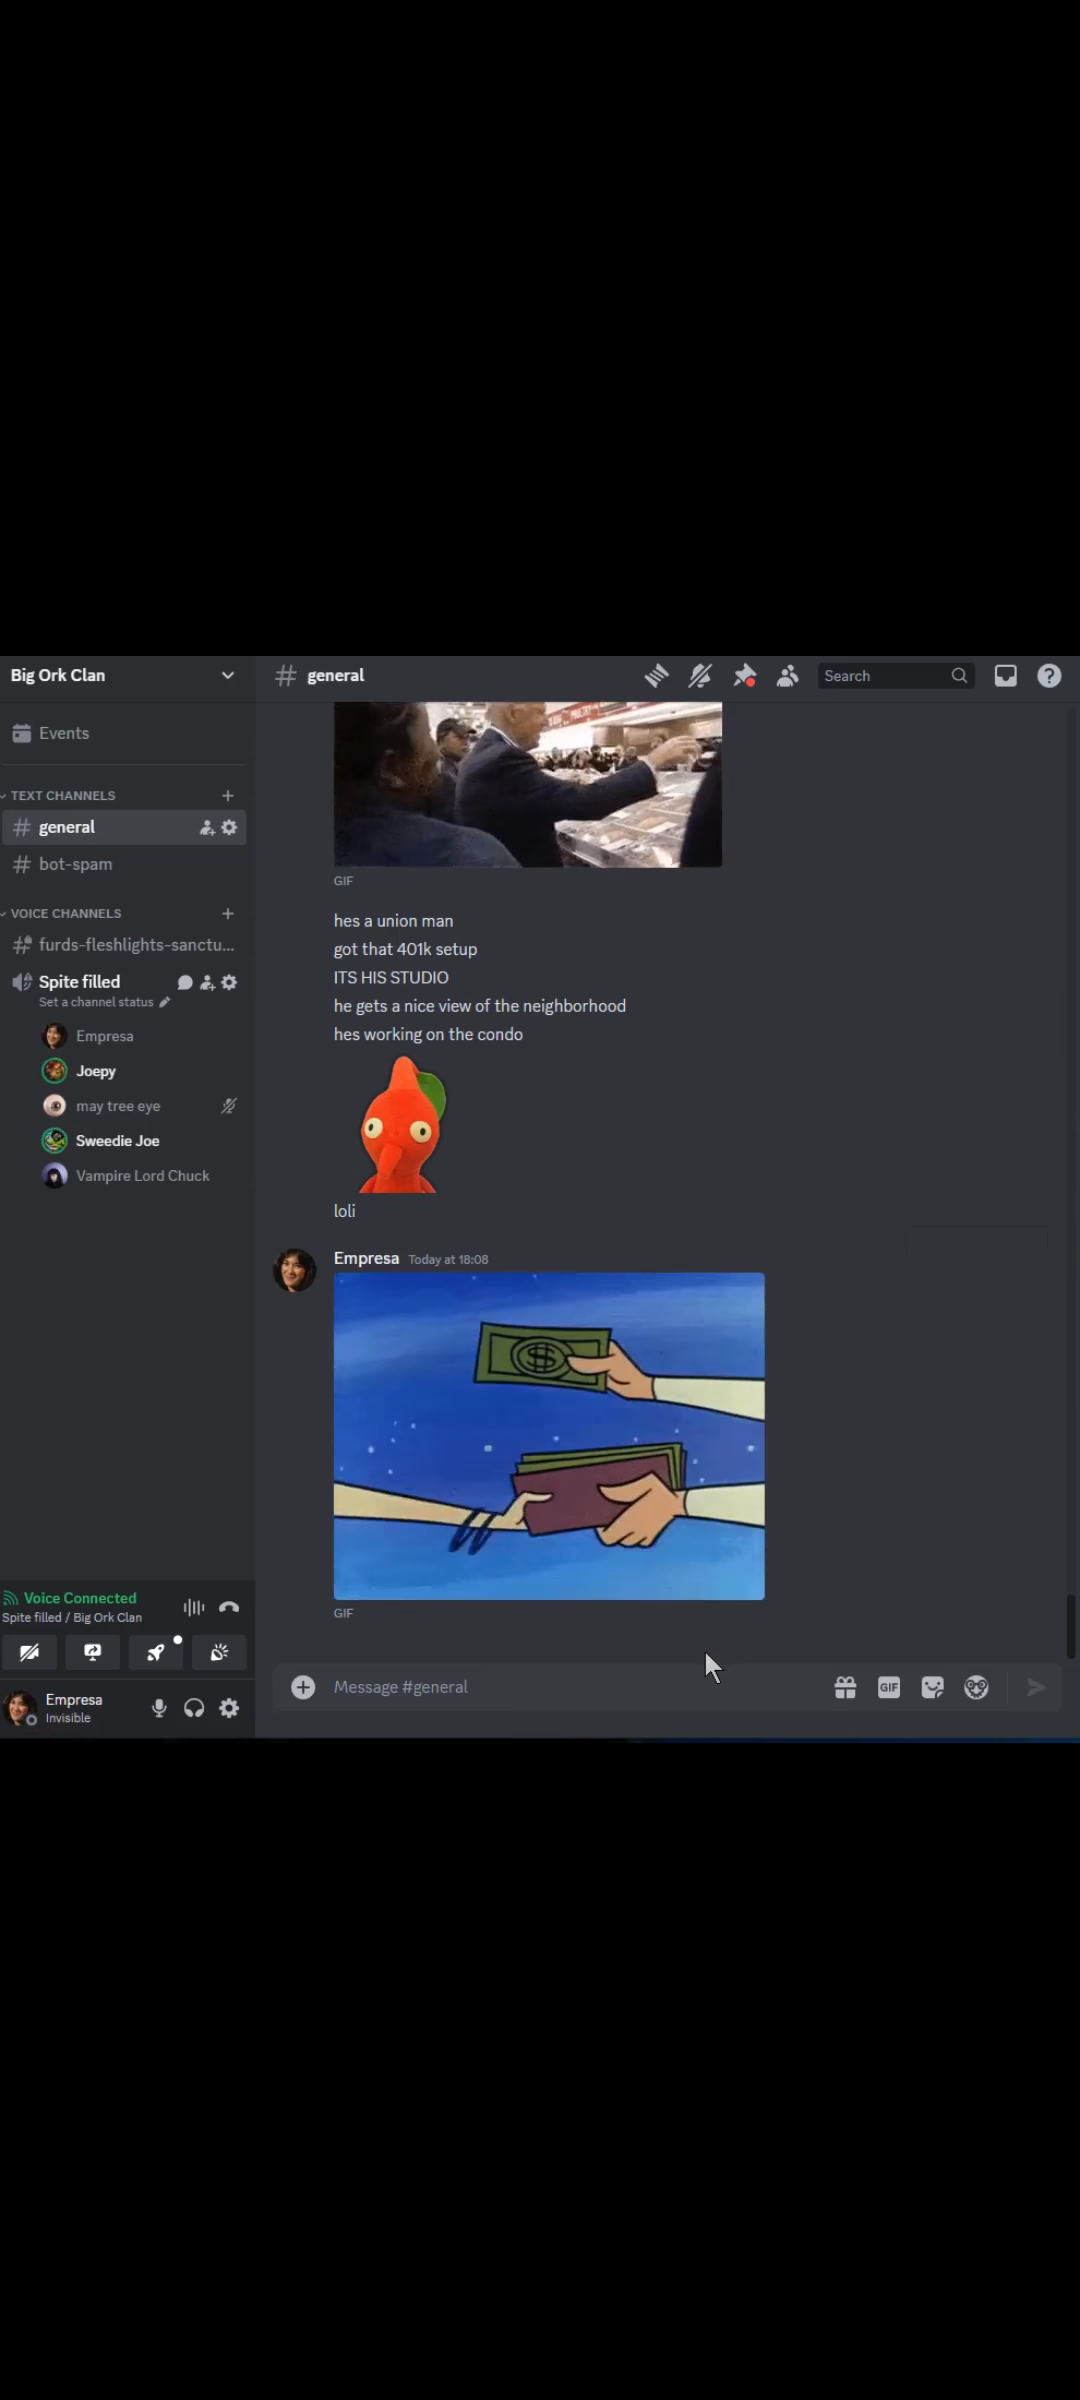 Big Ork Clan
general
Search
Events
TEXT CHANNELS
general
bot-spam
VOICE CHANNELS
furds-fleshlights-sanctu...
Spite filled
Set a channel status
Empresa
Joepy
may tree eye
Sweedie Joe
Vampire Lord Chuck
Voice Connected
Spite filled / Big Ork Clan
Empresa
Invisible
GIF
hes a union man
got that 401k setup
ITS HIS STUDIO
he gets a nice view of the neighborhood
hes working on the condo
loli
Empresa Today at 18:08
$
GIF
Message #general
GIF